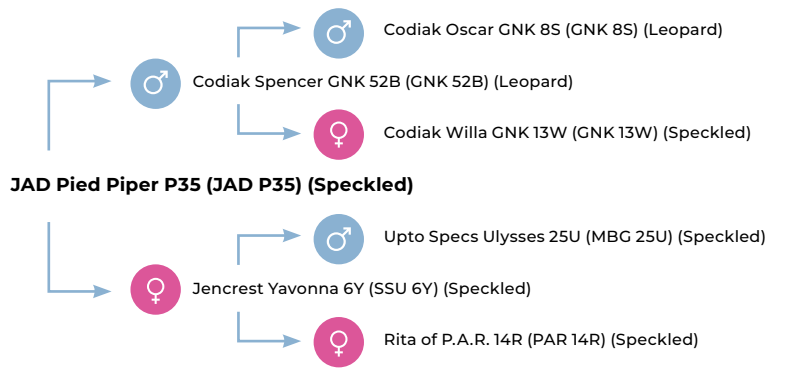 Codiak Oscar GNK 8S (GNK 8S) (Leopard)
Codiak Spencer GNK 52B (GNK 52B) (Leopard)
Codiak Willa GNK 13W (GNK 13W) (Speckled)
JAD Pied Piper P35 (JAD P35) (Speckled)
Upto Specs Ulysses 25U (MBG 25U) (Speckled)
Jencrest Yavonna 6Y (SSU 6Y) (Speckled)
Rita of P.A.R. 14R (PAR 14R) (Speckled)